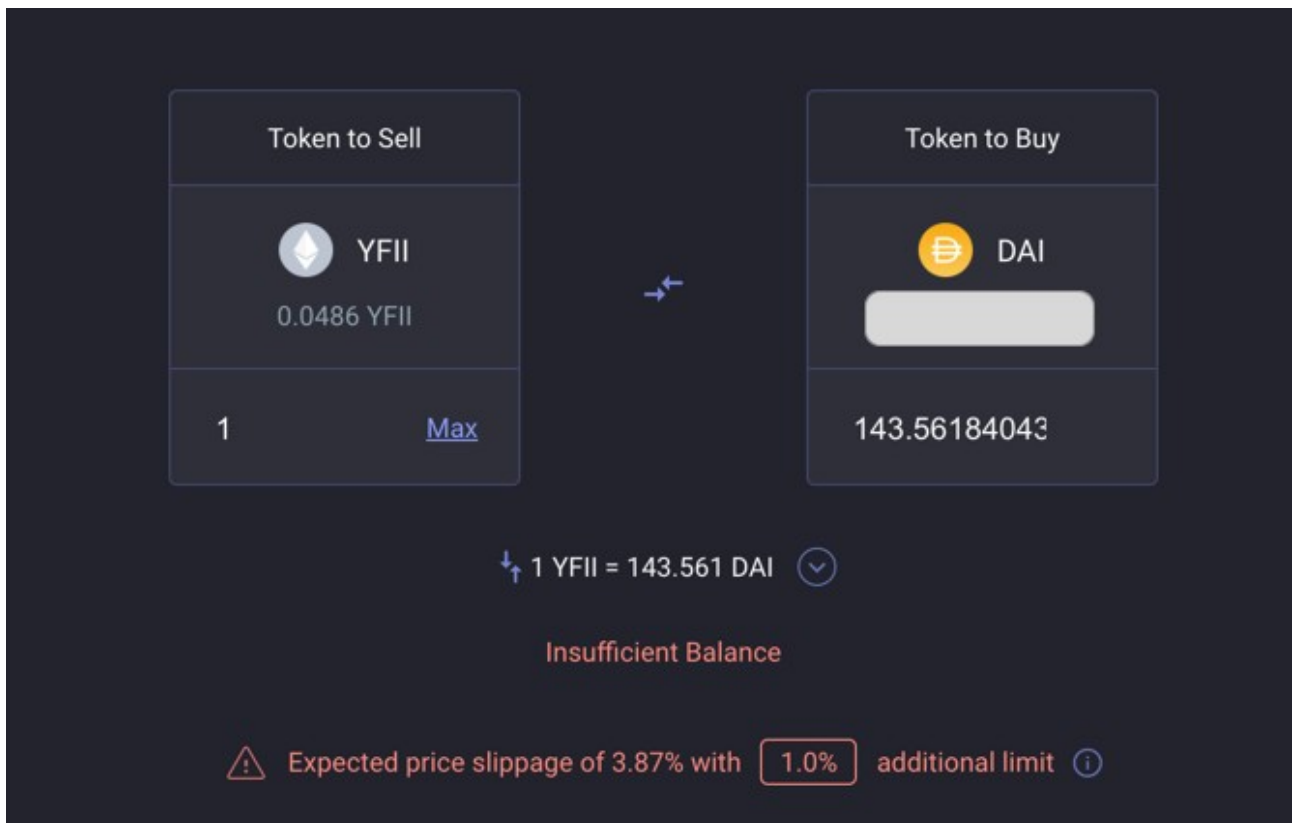 Token to Sell
YFII
0.0486 YFII
1 Max
Token to Buy
DAI
143.56184043
1 YFII = 143.561 DAI
Insufficient Balance
Expected price slippage of 3.87% with 1.0% additional limit